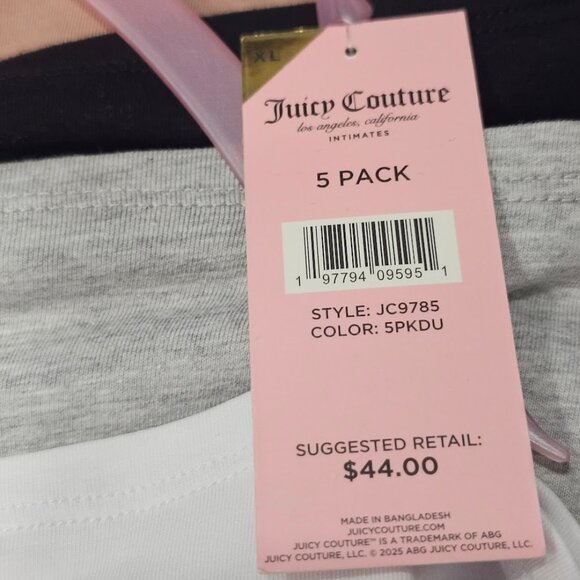 XL
Juicy Couture
los angeles, california
INTIMATES
5 PACK
1 97794 09595 1
STYLE: JC9785
COLOR: 5PKDU
SUGGESTED RETAIL:
$44.00
MADE IN BANGLADESH
JUICYCOUTURE.COM
JUICY COUTURE™ IS A TRADEMARK OF ABG
JUICY COUTURE, LLC. © 2025 ABG JUICY COUTURE, LLC.